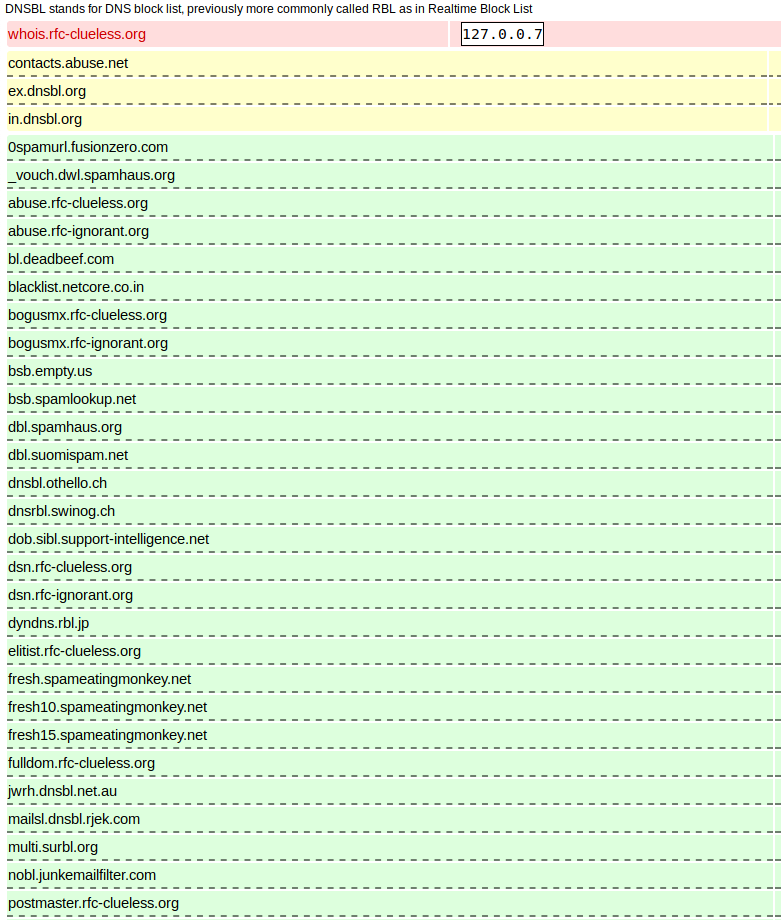 DNSBL stands for DNS block list, previously more commonly called RBL as in Realtime Block List
whois.rfc-clueless.org 127.0.0.7
contacts.abuse.net
ex.dnsbl.org
in.dnsbl.org
0spamurl.fusionzero.com
_vouch.dwl.spamhaus.org
abuse.rfc-clueless.org
abuse.rfc-ignorant.org
bl.deadbeef.com
blacklist.netcore.co.in
bogusmx.rfc-clueless.org
bogusmx.rfc-ignorant.org
bsb.empty.us
bsb.spamlookup.net
dbl.spamhaus.org
dbl.suomispam.net
dnsbl.othello.ch
dnsrbl.swinog.ch
dob.sibl.support-intelligence.net
dsn.rfc-clueless.org
dsn.rfc-ignorant.org
dyndns.rbl.jp
elitist.rfc-clueless.org
fresh.spameatingmonkey.net
fresh10.spameatingmonkey.net
fresh15.spameatingmonkey.net
fulldom.rfc-clueless.org
jwrh.dnsbl.net.au
mailsl.dnsbl.rjek.com
multi.surbl.org
nobl.junkemailfilter.com
postmaster.rfc-clueless.org